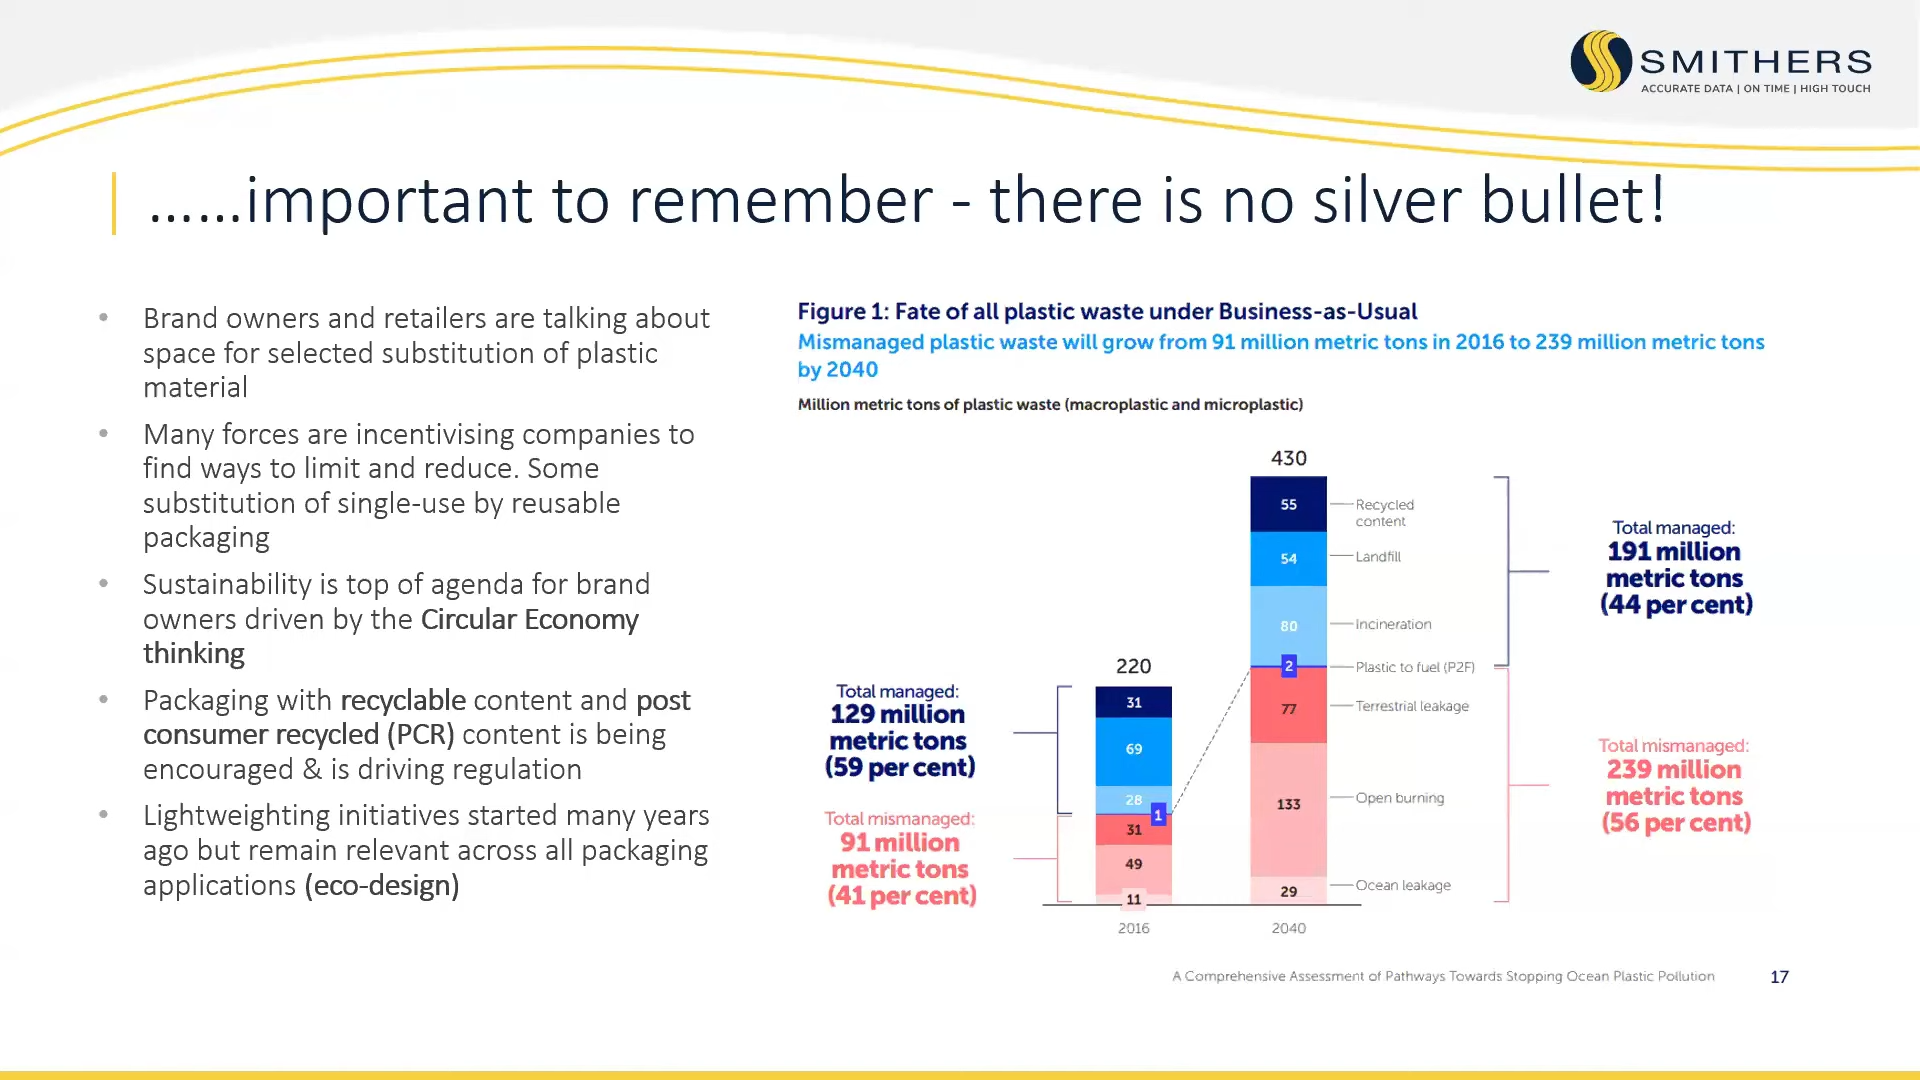 SMITHERS
ACCURATE DATA | ON TIME | HIGH TOUCH
......important to remember - there is no silver bullet!
• Brand owners and retailers are talking about
space for selected substitution of plastic
material
• Many forces are incentivising companies to
find ways to limit and reduce. Some
substitution of single-use by reusable
packaging
• Sustainability is top of agenda for brand
owners driven by the Circular Economy
thinking
• Packaging with recyclable content and post
consumer recycled (PCR) content is being
encouraged & is driving regulation
• Lightweighting initiatives started many years
ago but remain relevant across all packaging
applications (eco-design)
Figure 1: Fate of all plastic waste under Business-as-Usual
Mismanaged plastic waste will grow from 91 million metric tons in 2016 to 239 million metric tons
by 2040
Million metric tons of plastic waste (macroplastic and microplastic)
Total managed:
129 million
metric tons
(59 per cent)
Total mismanaged:
91 million
metric tons
(41 per cent)
220
31
69
28
1
31
49
11
2016
430
55
54
80
2
77
133
29
2040
Recycled
content
Landfill
Incineration
Plastic to fuel (P2F)
Terrestrial leakage
Open burning
Ocean leakage
Total managed:
191 million
metric tons
(44 per cent)
Total mismanaged:
239 million
metric tons
(56 per cent)
A Comprehensive Assessment of Pathways Towards Stopping Ocean Plastic Pollution
17